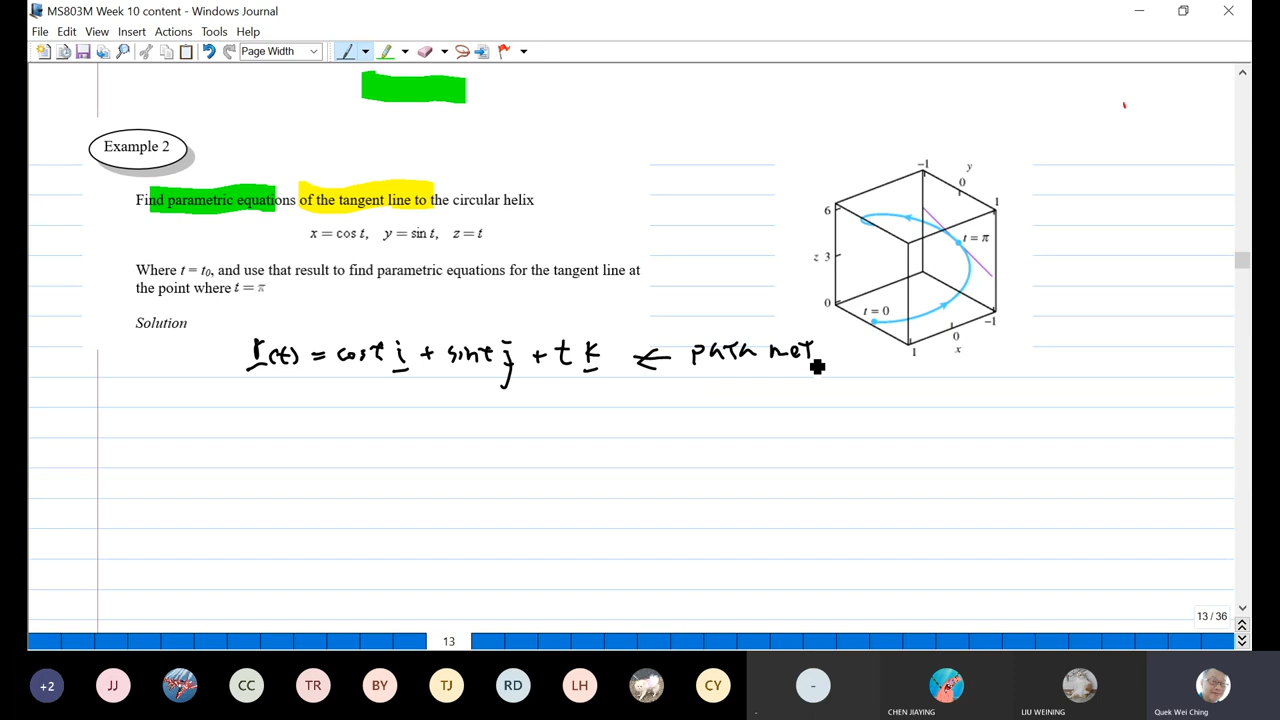 MS803M Week 10 content - Windows Journal
File Edit View Insert Actions Tools Help
Page Width
Example 2
Find parametric equations of the tangent line to the circular helix
x = cos t, y = sin t, z = t
Where t = t0, and use that result to find parametric equations for the tangent line at
the point where t = π
Solution
r(t) = cost i + sint j + t k ← paramet
-1 y
0
6 1
t = π
z 3
0 t = 0 -1
0
1 x
13 / 36
13
+2 JJ CC TR BY TJ RD LH CY -
- CHEN JIAYING LIU WEINING Quek Wei Ching